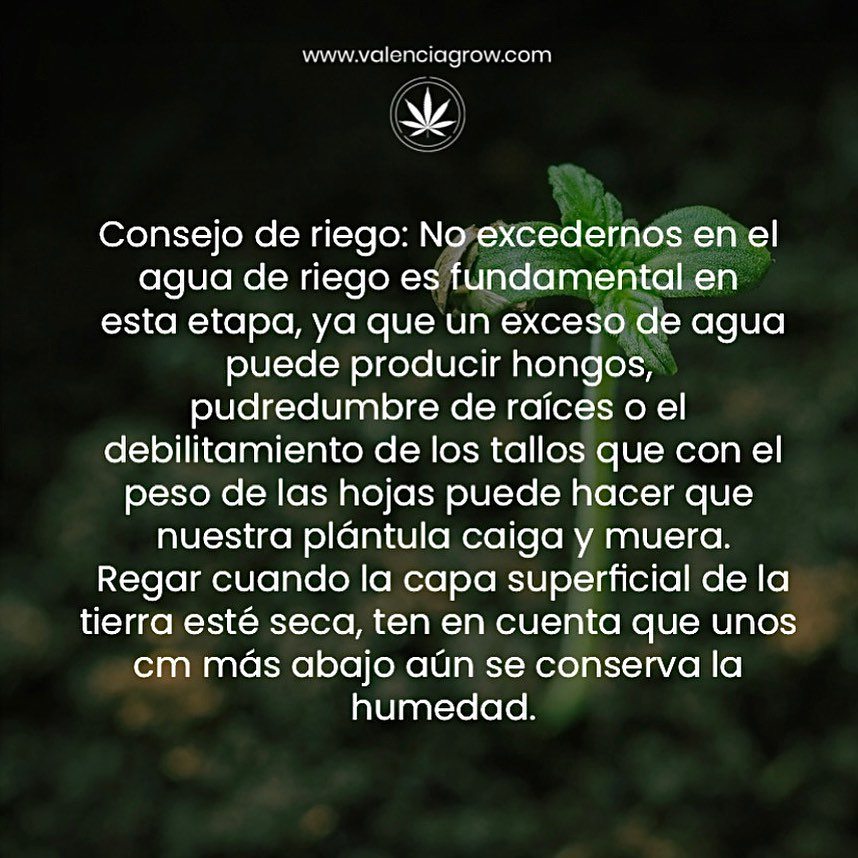 www.valenciagrow.com
Consejo de riego: No excedernos en el
agua de riego es fundamental en
esta etapa, ya que un exceso de agua
puede producir hongos,
pudredumbre de raíces o el
debilitamiento de los tallos que con el
peso de las hojas puede hacer que
nuestra plántula caiga y muera.
Regar cuando la capa superficial de la
tierra esté seca, ten en cuenta que unos
cm más abajo aún se conserva la
humedad.